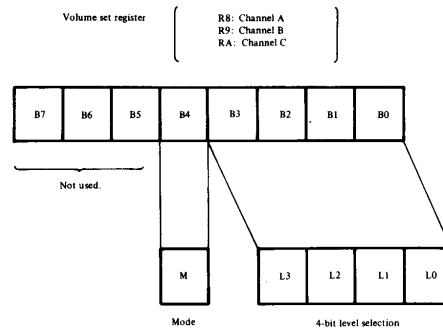 Volume set register
R8: Channel A
R9: Channel B
RA: Channel C
B7 B6 B5 B4 B3 B2 B1 B0
Not used.
M L3 L2 L1 L0
Mode 4-bit level selection